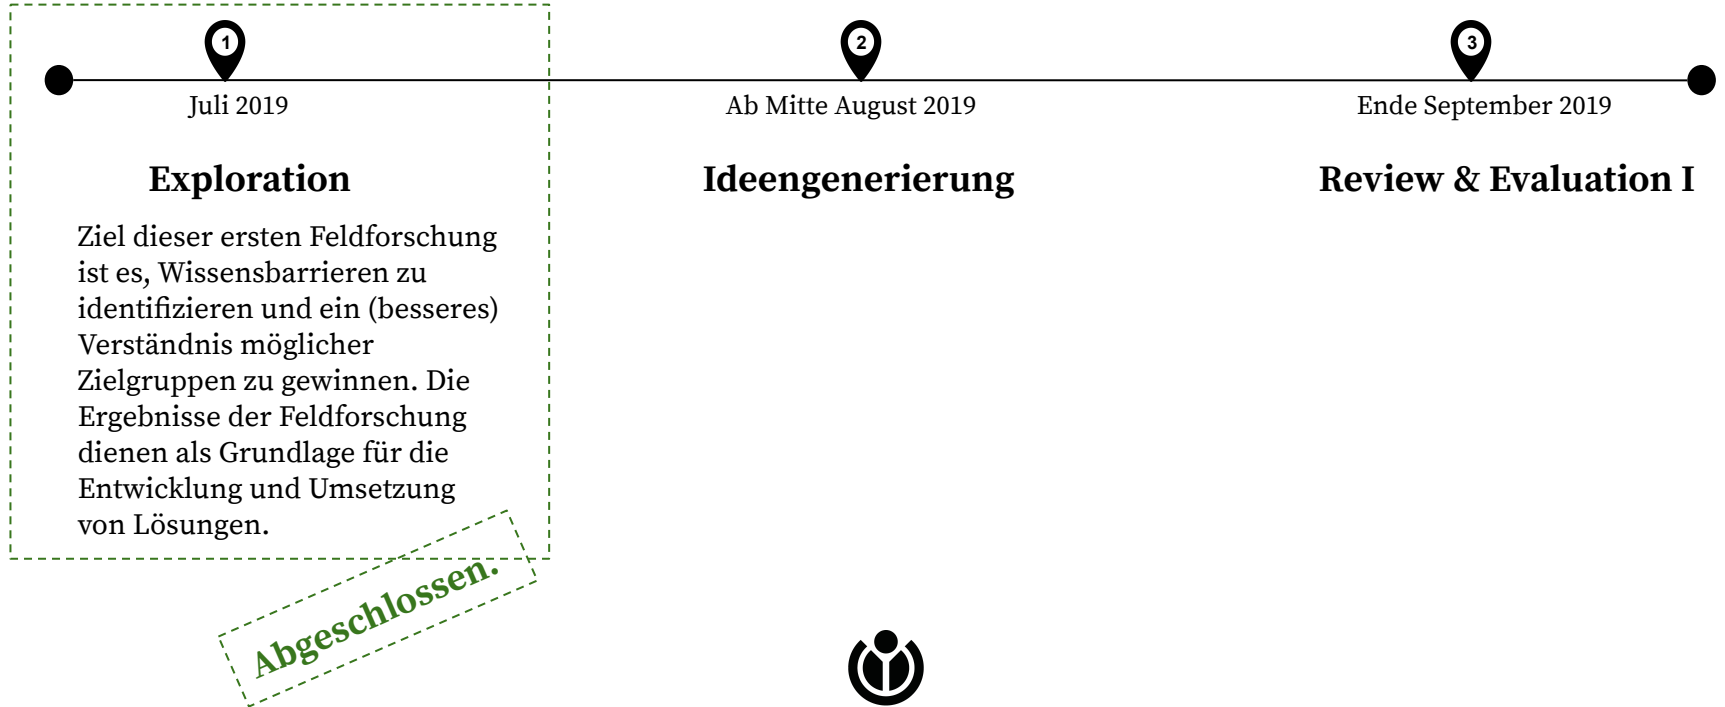 1
2
3
Juli 2019
Ab Mitte August 2019
Ende September 2019
Exploration
Ideengenerierung
Review & Evaluation I
Ziel dieser ersten Feldforschung
ist es, Wissensbarrieren zu
identifizieren und ein (besseres)
Verständnis möglicher
Zielgruppen zu gewinnen. Die
Ergebnisse der Feldforschung
dienen als Grundlage für die
Entwicklung und Umsetzung
von Lösungen.
Abgeschlossen.